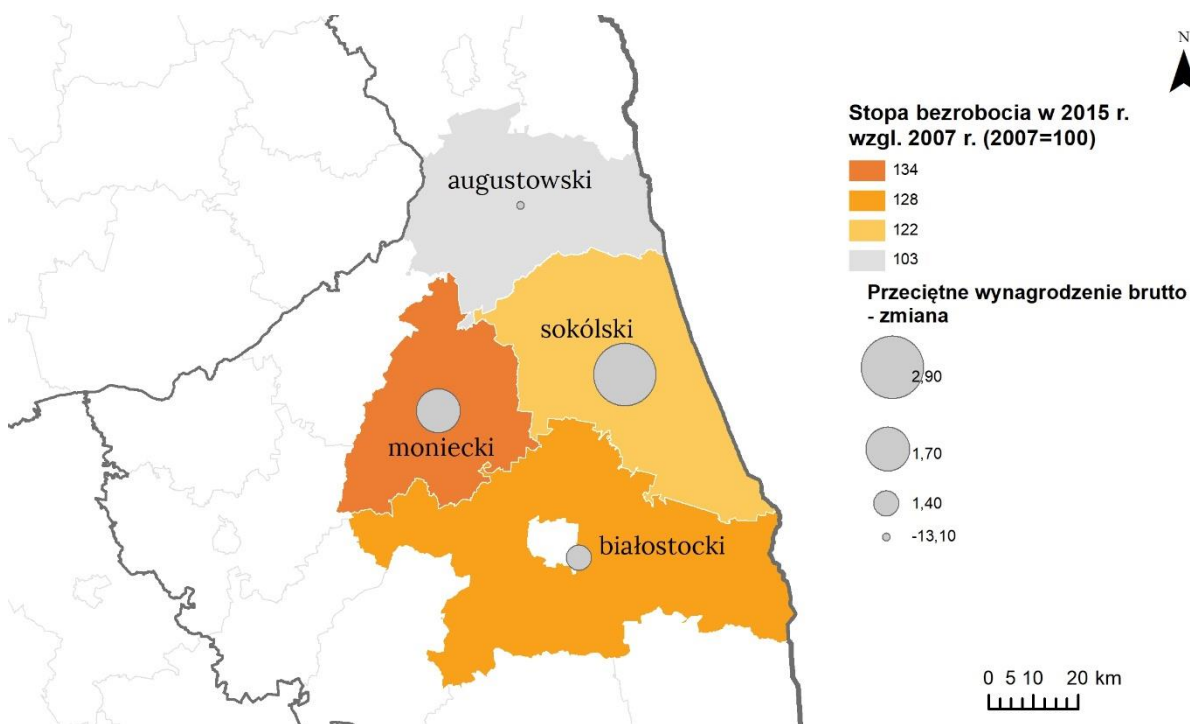 N
augustowski
sokólski
moniecki
białostocki
Stopa bezrobocia w 2015 r.
wzgl. 2007 r. (2007=100)
134
128
122
103
Przeciętne wynagrodzenie brutto
- zmiana
2,90
1,70
1,40
-13,10
0 5 10 20 km